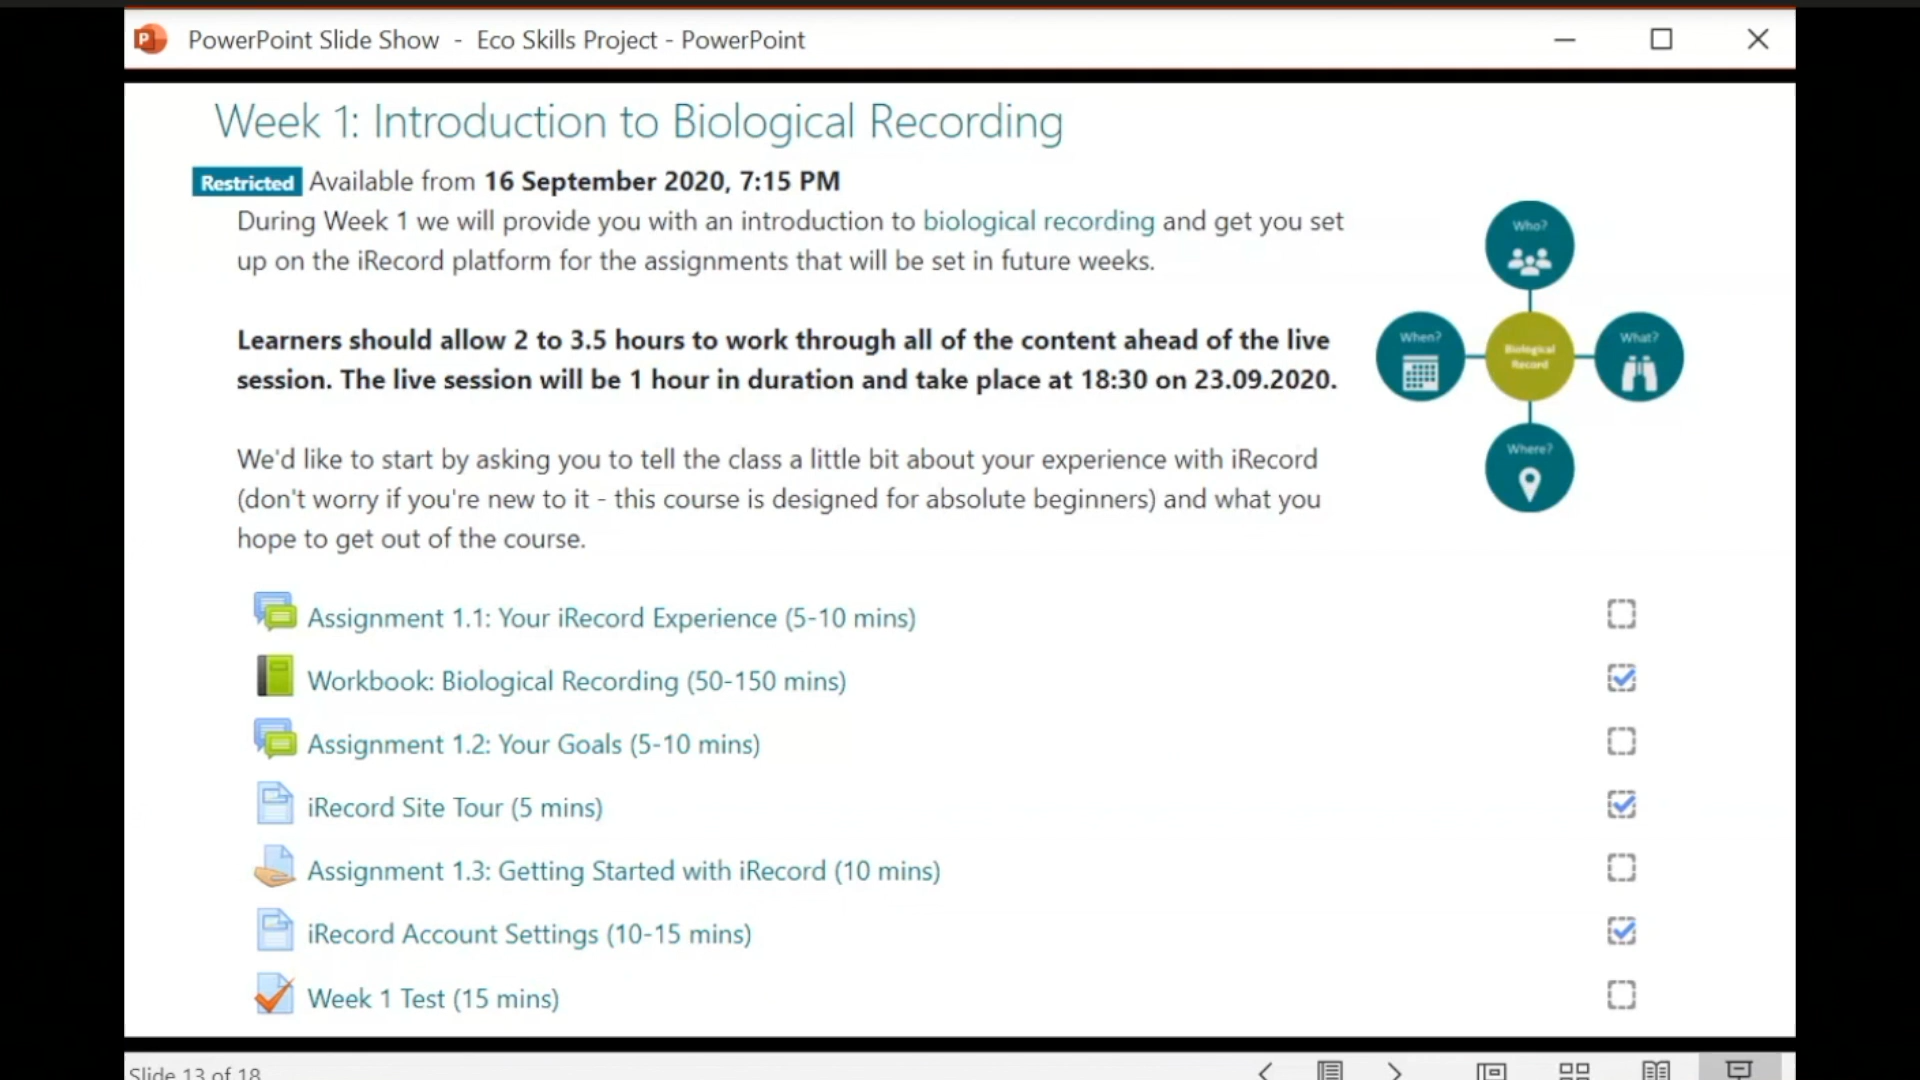 PowerPoint Slide Show - Eco Skills Project - PowerPoint
Week 1: Introduction to Biological Recording
Restricted Available from 16 September 2020, 7:15 PM
During Week 1 we will provide you with an introduction to biological recording and get you set
up on the iRecord platform for the assignments that will be set in future weeks.
Learners should allow 2 to 3.5 hours to work through all of the content ahead of the live
session. The live session will be 1 hour in duration and take place at 18:30 on 23.09.2020.
We'd like to start by asking you to tell the class a little bit about your experience with iRecord
(don't worry if you're new to it - this course is designed for absolute beginners) and what you
hope to get out of the course.
Who?
When?
Biological
Record
What?
Where?
Assignment 1.1: Your iRecord Experience (5-10 mins)
Workbook: Biological Recording (50-150 mins)
Assignment 1.2: Your Goals (5-10 mins)
iRecord Site Tour (5 mins)
Assignment 1.3: Getting Started with iRecord (10 mins)
iRecord Account Settings (10-15 mins)
Week 1 Test (15 mins)
Slide 13 of 18